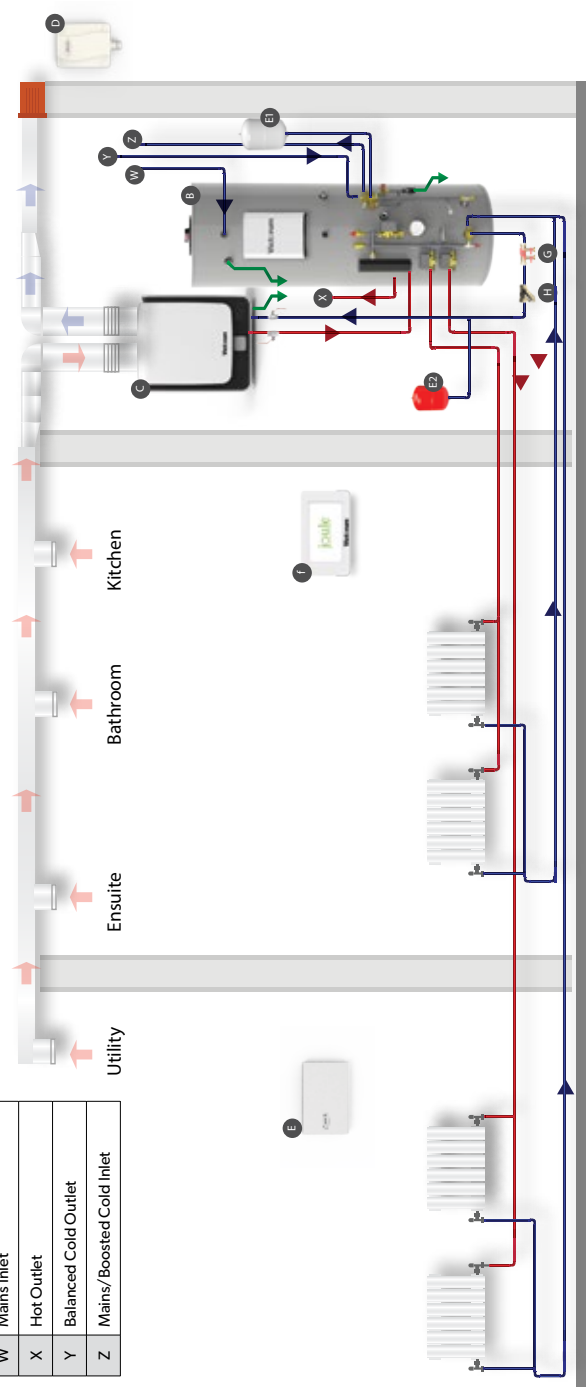 D
E1
Z
Y
W
B
C
X
G
H
E2
joule
f
Kitchen
Bathroom
Ensuite
Utility
E
W Mains Inlet
X Hot Outlet
Y Balanced Cold Outlet
Z Mains/Boosted Cold Inlet